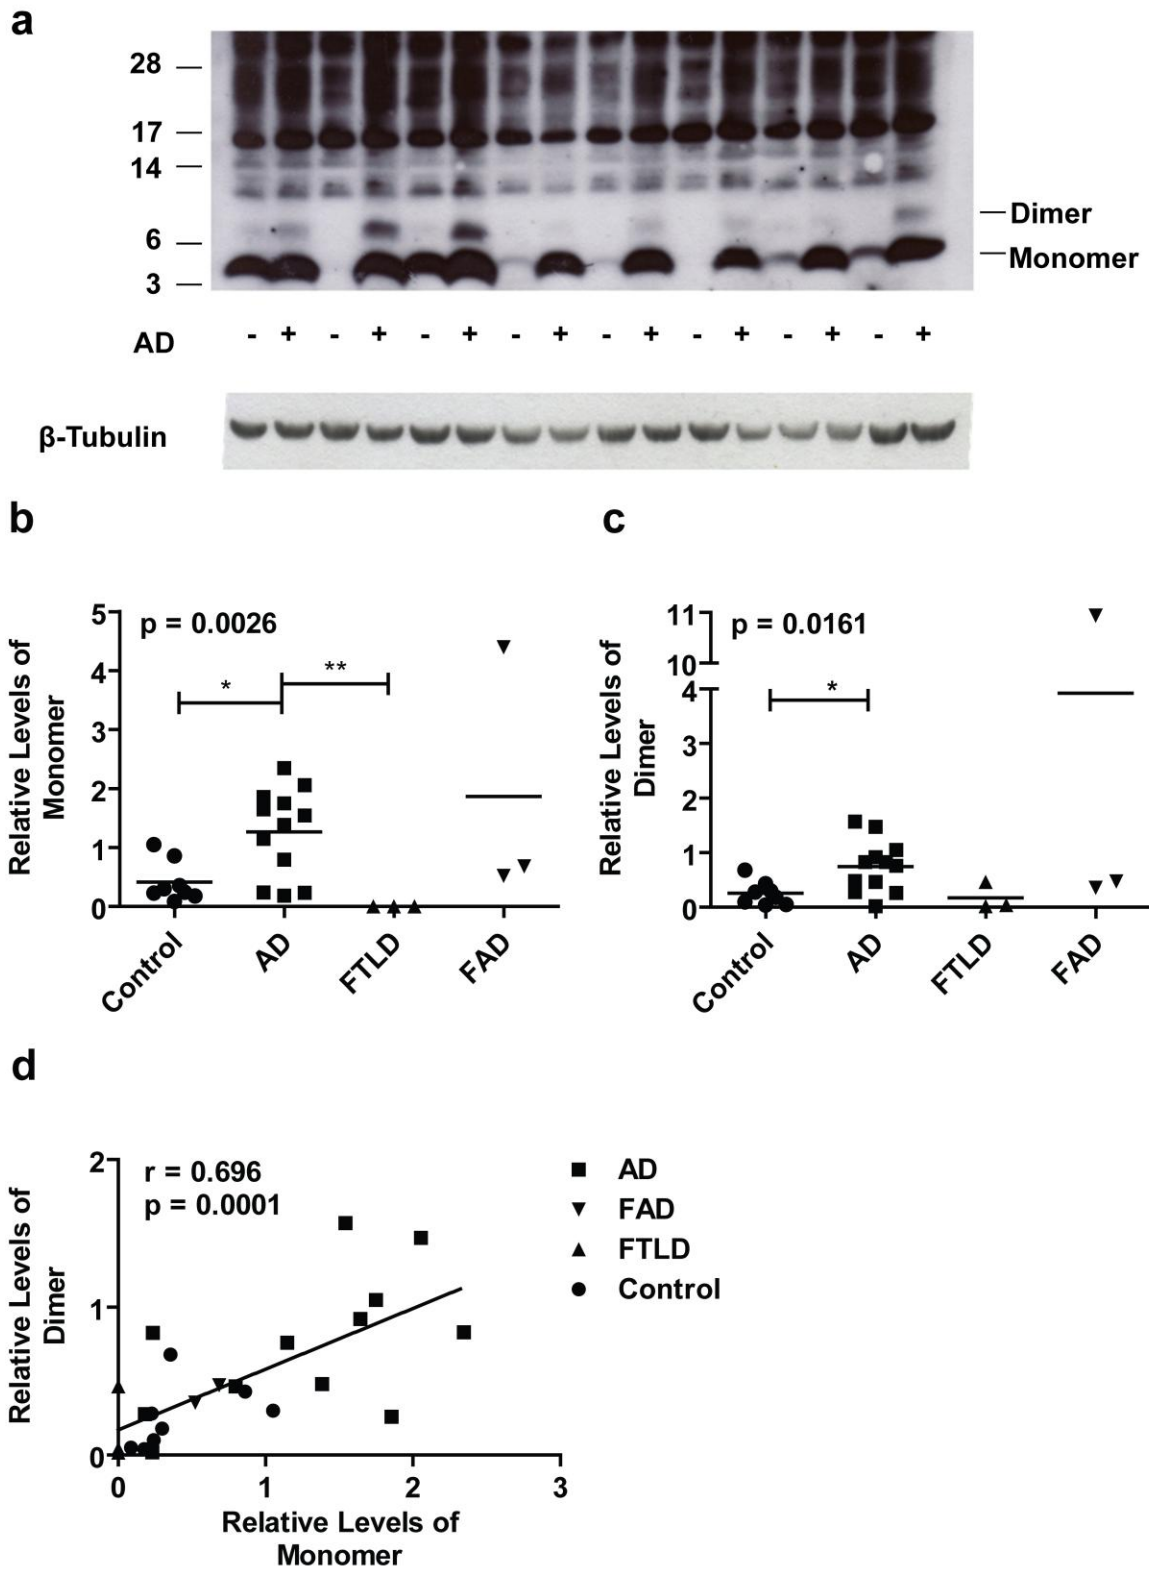 a
28
17
14
6
3
Dimer
Monomer
AD - + - + - + - + - + - + - + - +
β-Tubulin
b
Relative Levels of
Monomer
5
4
3
2
1
0
p = 0.0026
*
**
Control
AD
FTLD
FAD
c
Relative Levels of
Dimer
11
10
4
3
2
1
0
p = 0.0161
*
Control
AD
FTLD
FAD
d
Relative Levels of
Dimer
2
1
0
r = 0.696
p = 0.0001
0 1 2 3
Relative Levels of
Monomer
AD
FAD
FTLD
Control